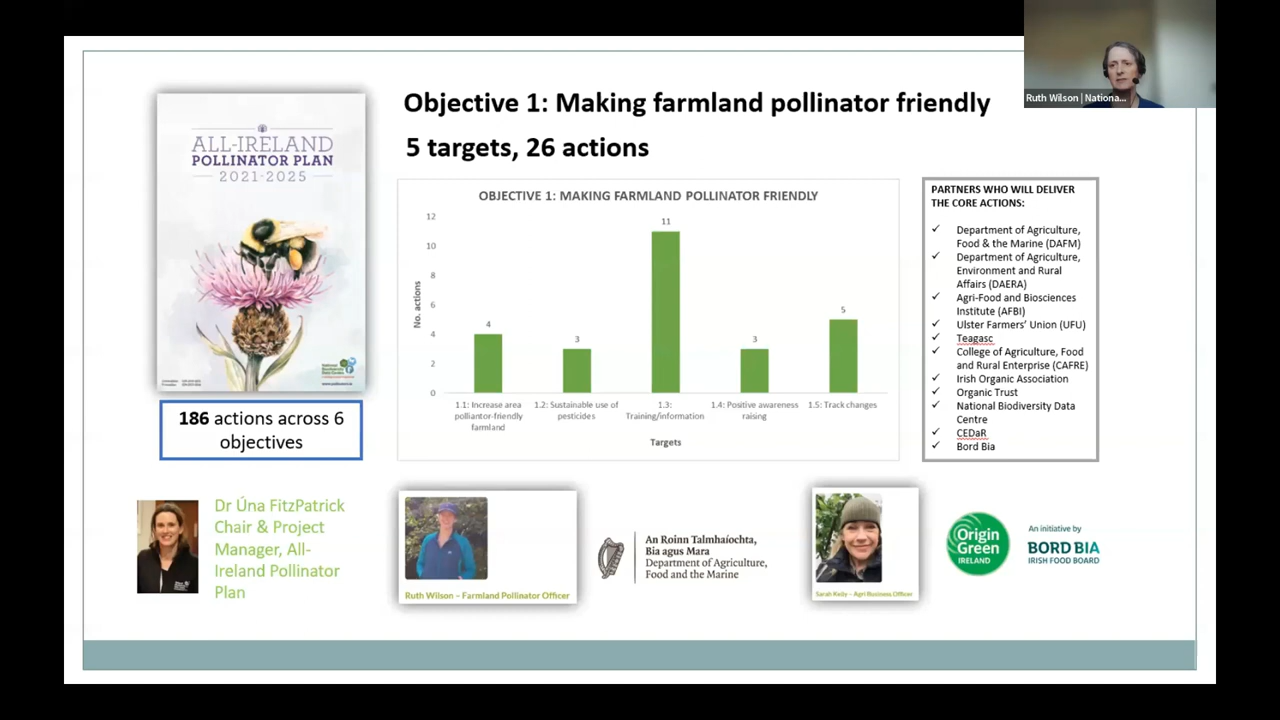 Ruth Wilson | Nationa...
Objective 1: Making farmland pollinator friendly
5 targets, 26 actions
ALL-IRELAND
POLLINATOR PLAN
2021-2025
www.pollinators.ie
186 actions across 6
objectives
OBJECTIVE 1: MAKING FARMLAND POLLINATOR FRIENDLY
No. actions
12
10
8
6
4
2
0
4
3
11
3
5
1.1: Increase area
polliantor-friendly
farmland
1.2: Sustainable use of
pesticides
1.3:
Training/information
1.4: Positive awareness
raising
1.5: Track changes
Targets
PARTNERS WHO WILL DELIVER
THE CORE ACTIONS:
✓ Department of Agriculture,
Food & the Marine (DAFM)
✓ Department of Agriculture,
Environment and Rural
Affairs (DAERA)
✓ Agri-Food and Biosciences
Institute (AFBI)
✓ Ulster Farmers' Union (UFU)
✓ Teagasc
✓ College of Agriculture, Food
and Rural Enterprise (CAFRE)
✓ Irish Organic Association
✓ Organic Trust
✓ National Biodiversity Data
Centre
✓ CEDaR
✓ Bord Bia
Dr Úna FitzPatrick
Chair & Project
Manager, All-
Ireland Pollinator
Plan
Ruth Wilson – Farmland Pollinator Officer
An Roinn Talmhaíochta,
Bia agus Mara
Department of Agriculture,
Food and the Marine
Agri Business Officer
Origin
Green
IRELAND
An initiative by
BORD BIA
IRISH FOOD BOARD